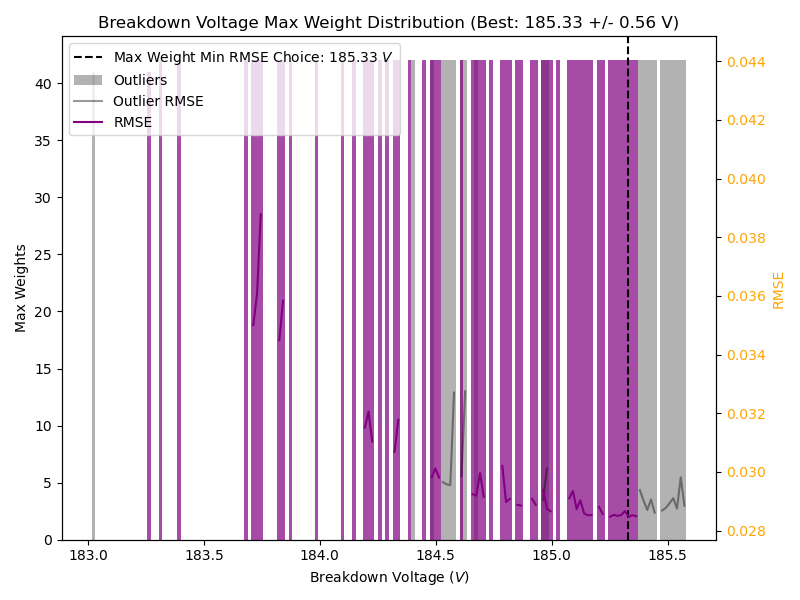 Breakdown Voltage Max Weight Distribution (Best: 185.33 +/- 0.56 V)
Max Weight Min RMSE Choice: 185.33 V
Outliers
Outlier RMSE
RMSE
Max Weights
40
35
30
25
20
15
10
5
0
0.044
0.042
0.040
0.038
0.036
0.034
0.032
0.030
0.028
RMSE
183.0 183.5 184.0 184.5 185.0 185.5
Breakdown Voltage (V)